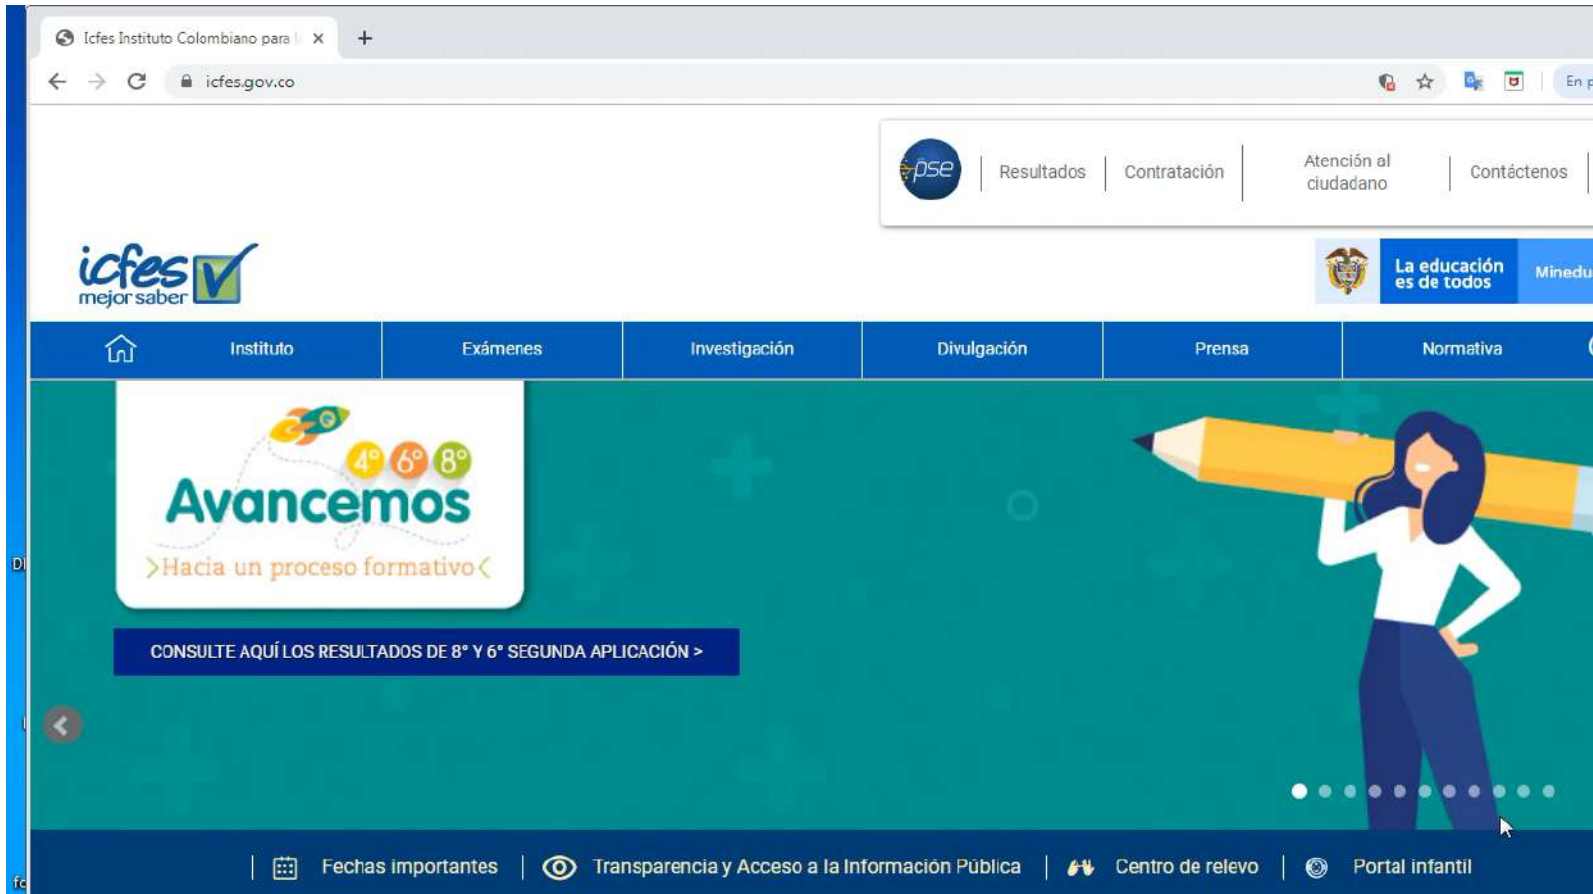 Icfes Instituto Colombiano para
icfes.gov.co
pse
Resultados
Contratación
Atención al
ciudadano
Contáctenos
icfes
mejor saber
La educación
es de todos
Instituto
Exámenes
Investigación
Divulgación
Prensa
Normativa
4° 6° 8°
Avancemos
>Hacia un proceso formativo<
CONSULTE AQUÍ LOS RESULTADOS DE 8° Y 6° SEGUNDA APLICACIÓN >
Fechas importantes
Transparencia y Acceso a la Información Pública
Centro de relevo
Portal infantil